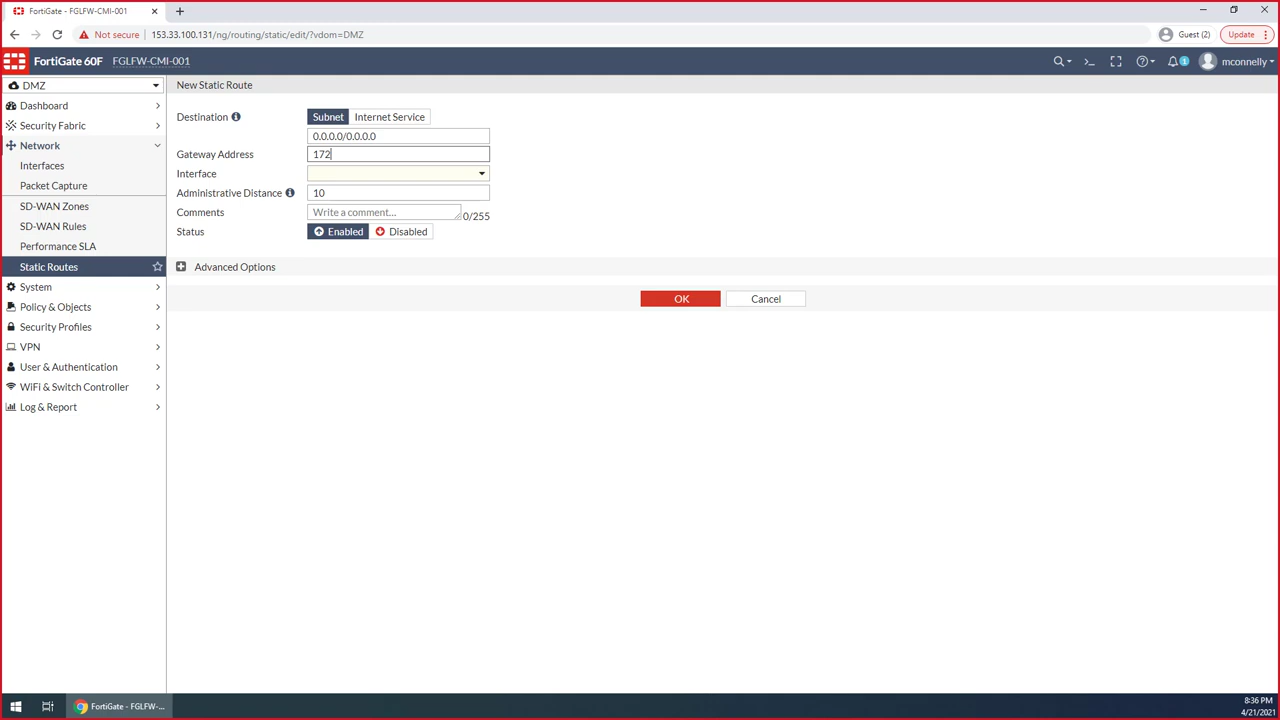 FortiGate - FGLFW-CMI-001
Not secure 153.33.100.131/ng/routing/static/edit/?vdom=DMZ Guest (2) Update
FortiGate 60F FGLFW-CMI-001 1 mconnelly
DMZ
Dashboard
Security Fabric
Network
Interfaces
Packet Capture
SD-WAN Zones
SD-WAN Rules
Performance SLA
Static Routes
System
Policy & Objects
Security Profiles
VPN
User & Authentication
WiFi & Switch Controller
Log & Report
New Static Route
Destination Subnet Internet Service
0.0.0.0/0.0.0.0
Gateway Address 172
Interface
Administrative Distance 10
Comments Write a comment... 0/255
Status Enabled Disabled
Advanced Options
OK Cancel
FortiGate - FGLFW-...
8:36 PM
4/21/2021